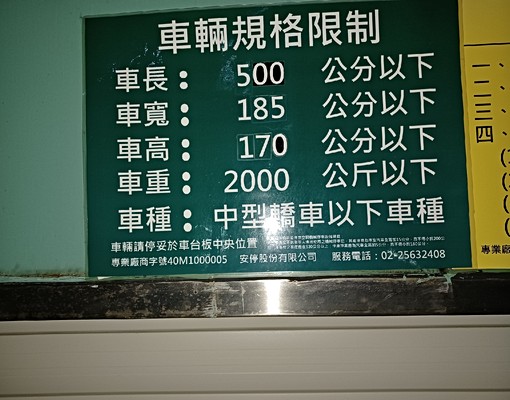 車輛規格限制
車長： 500 公分以下
車寬： 185 公分以下
車高： 170 公分以下
車重： 2000 公斤以下
車種： 中型轎車以下車種
車輛請停妥於車台板中央位置
專業廠商字號40M1000005 安停股份有限公司 服務電話：02-25632408
一、
二、
三、
四、
專業廠